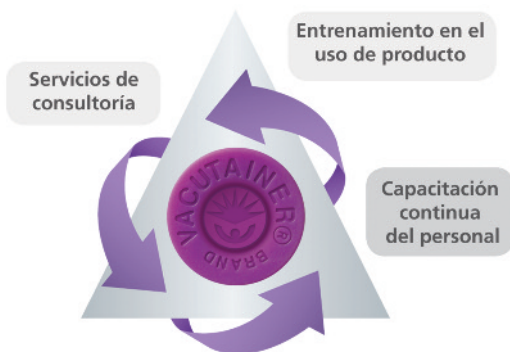 Entrenamiento en el
uso de producto
Servicios de
consultoría
VACUTAINER®
BRAND
Capacitación
continua
del personal